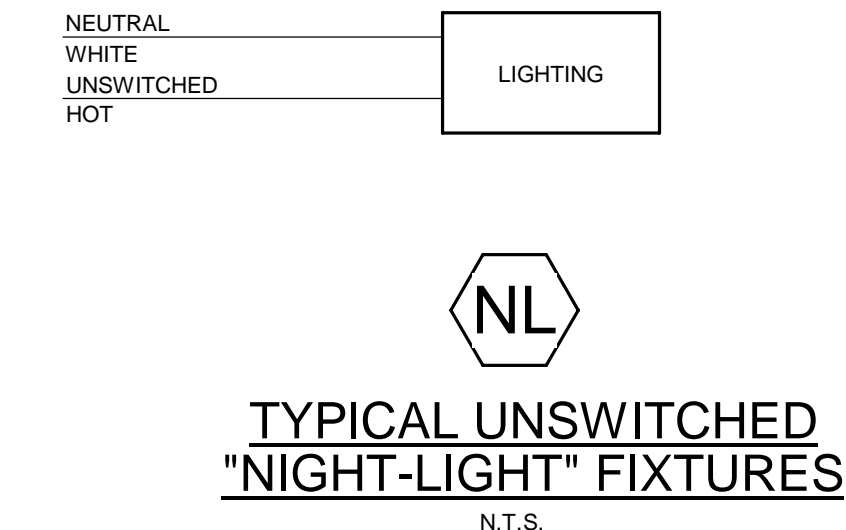 NEUTRAL
WHITE
UNSWITCHED
HOT
LIGHTING
NL
TYPICAL UNSWITCHED
"NIGHT-LIGHT" FIXTURES
N.T.S.